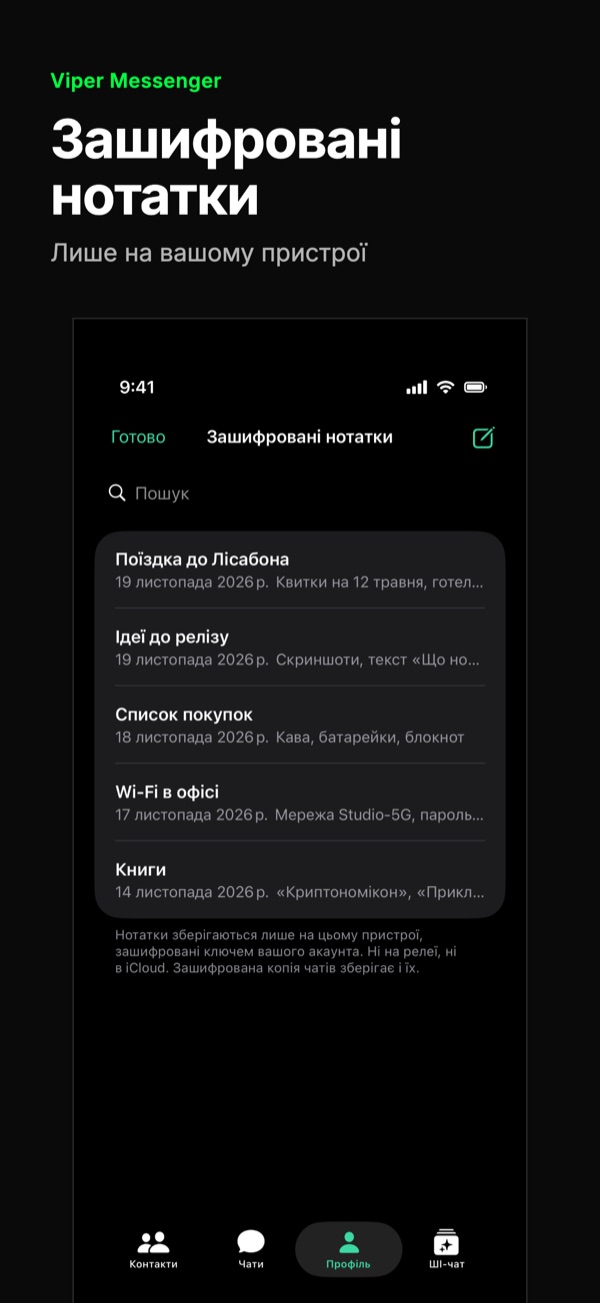 Viper Messenger
Зашифровані
нотатки
Лише на вашому пристрої
9:41
Готово
Зашифровані нотатки
Пошук
Поїздка до Лісабона
19 листопада 2026 р. Квитки на 12 травня, готел...
Ідеї до релізу
19 листопада 2026 р. Скриншоти, текст «Що но...
Список покупок
18 листопада 2026 р. Кава, батарейки, блокнот
Wi-Fi в офісі
17 листопада 2026 р. Мережа Studio-5G, пароль...
Книги
14 листопада 2026 р. «Криптономікон», «Прикл...
Нотатки зберігаються лише на цьому пристрої,
зашифровані ключем вашого акаунта. Ні на релеї, ні
в iCloud. Зашифрована копія чатів зберігає і їх.
Контакти
Чати
Профіль
ШІ-чат